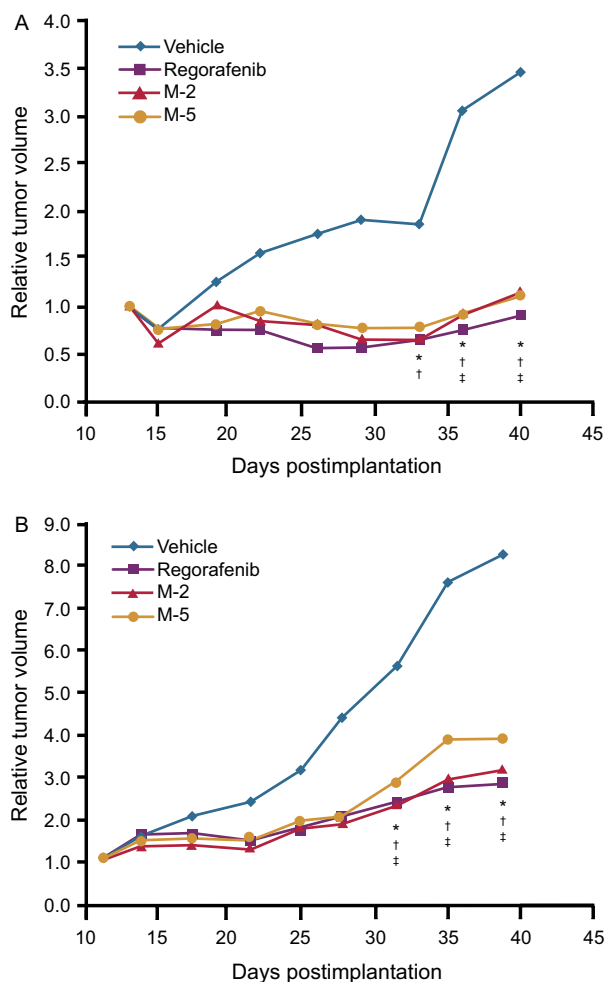 A
4.0
3.5
3.0
2.5
2.0
1.5
1.0
0.5
0.0
Relative tumor volume
Vehicle
Regorafenib
M-2
M-5
*
†
*
†
‡
*
†
‡
10 15 20 25 30 35 40 45
Days postimplantation
B
9.0
8.0
7.0
6.0
5.0
4.0
3.0
2.0
1.0
0.0
Relative tumor volume
Vehicle
Regorafenib
M-2
M-5
*
†
‡
*
†
‡
*
†
‡
10 15 20 25 30 35 40 45
Days postimplantation